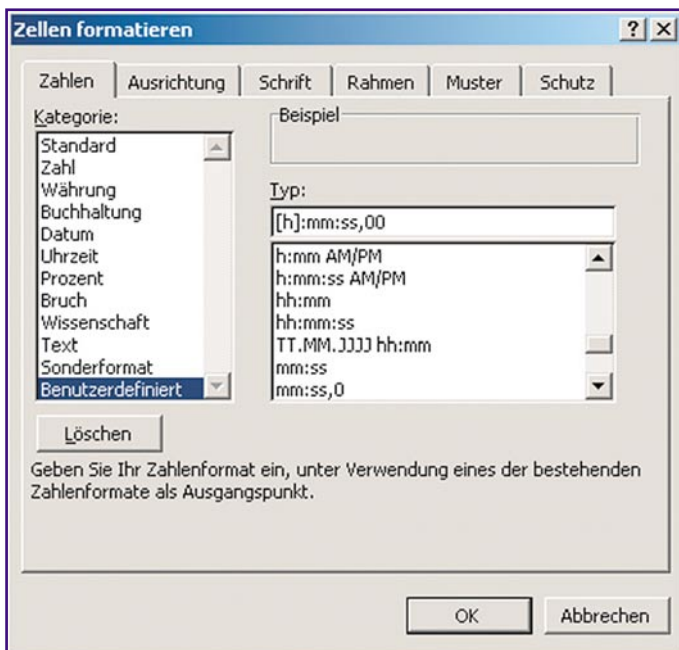 Zellen formatieren
Zahlen Ausrichtung Schrift Rahmen Muster Schutz
Kategorie:
Standard
Zahl
Währung
Buchhaltung
Datum
Uhrzeit
Prozent
Bruch
Wissenschaft
Text
Sonderformat
Benutzerdefiniert
Beispiel
Typ:
[h]:mm:ss,00
h:mm AM/PM
h:mm:ss AM/PM
hh:mm
hh:mm:ss
TT.MM.JJJJ hh:mm
mm:ss
mm:ss,0
Löschen
Geben Sie Ihr Zahlenformat ein, unter Verwendung eines der bestehenden
Zahlenformate als Ausgangspunkt.
OK Abbrechen